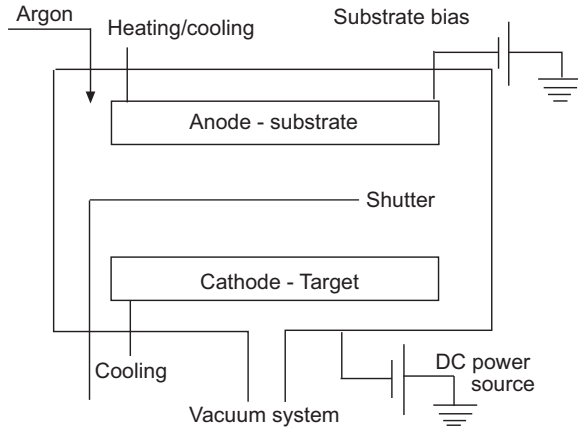 Argon
Heating/cooling
Substrate bias
Anode - substrate
Shutter
Cathode - Target
Cooling
DC power
source
Vacuum system